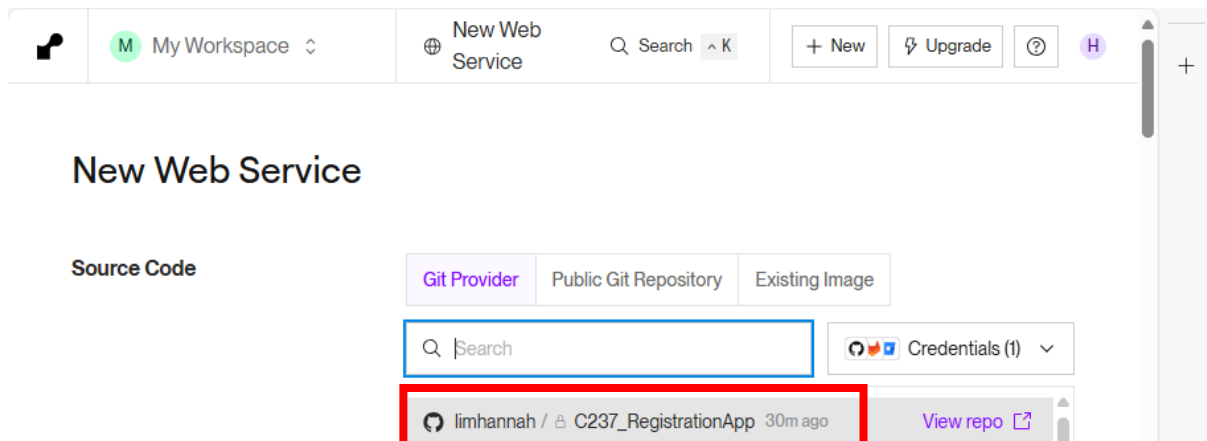 M My Workspace
New Web Service
Search ^ K
+ New
Upgrade
?
H
+
New Web Service
Source Code
Git Provider
Public Git Repository
Existing Image
Search
Credentials (1)
limhannah / C237_RegistrationApp 30m ago
View repo